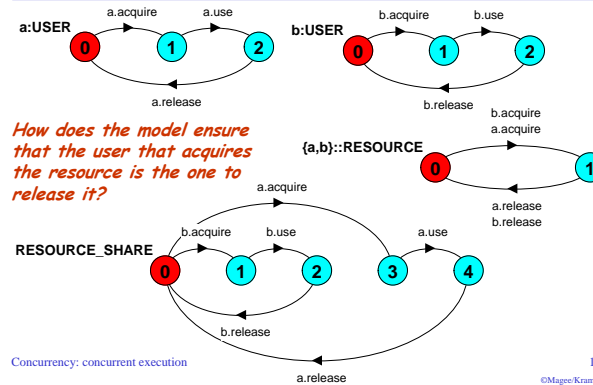 a.acquire a.use
a:USER
0 1 2
a.release
b.acquire b.use
b:USER
0 1 2
b.release
How does the model ensure
that the user that acquires
the resource is the one to
release it?
b.acquire
a.acquire
{a,b}::RESOURCE
0 1
a.release
b.release
a.acquire
b.acquire b.use a.use
RESOURCE_SHARE
0 1 2 3 4
b.release
a.release
Concurrency: concurrent execution
1
©Magee/Kram